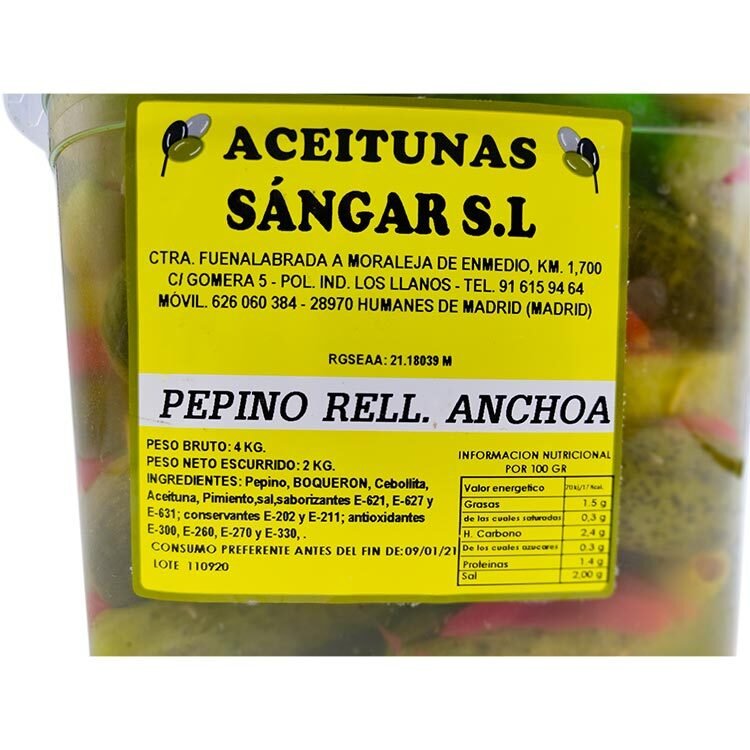 ACEITUNAS
SÁNGAR S.L
CTRA. FUENALABRADA A MORALEJA DE ENMEDIO, KM. 1,700
C/ GOMERA 5 - POL. IND. LOS LLANOS - TEL. 91 615 94 64
MÓVIL. 626 060 384 - 28970 HUMANES DE MADRID (MADRID)
RGSEAA: 21.18039 M
PEPINO RELL. ANCHOA
PESO BRUTO: 4 KG.
PESO NETO ESCURRIDO: 2 KG.
INGREDIENTES: Pepino, BOQUERON, Cebollita,
Aceituna, Pimiento,sal,saborizantes E-621, E-627 y
E-631; conservantes E-202 y E-211; antioxidantes
E-300, E-260, E-270 y E-330, .
CONSUMO PREFERENTE ANTES DEL FIN DE:09/01/21
LOTE 110920
INFORMACION NUTRICIONAL
POR 100 GR
Valor energetico
Grasas 1.5 g
de las cuales saturadas 0,3 g
H. Carbono 2,4 g
De los cuales azucares 0.3 g
Proteinas 1.4 g
Sal 2,00 g